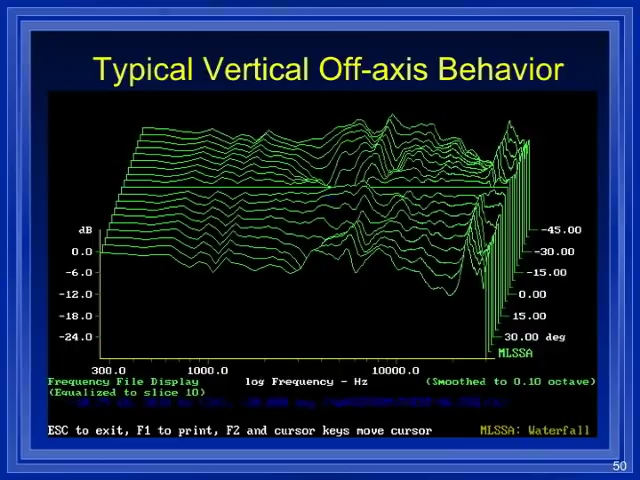 Typical Vertical Off-axis Behavior
dB
0.0
-6.0
-12.0
-18.0
-24.0
-45.00
-30.00
-15.00
0.00
15.00
30.00 deg
MLSSA
300.0 1000.0 10000.0
Frequency File Display log Frequency - Hz (Smoothed to 0.10 octave)
(Equalized to slice 10)
ESC to exit, F1 to print, F2 and cursor keys move cursor MLSSA: Waterfall
50